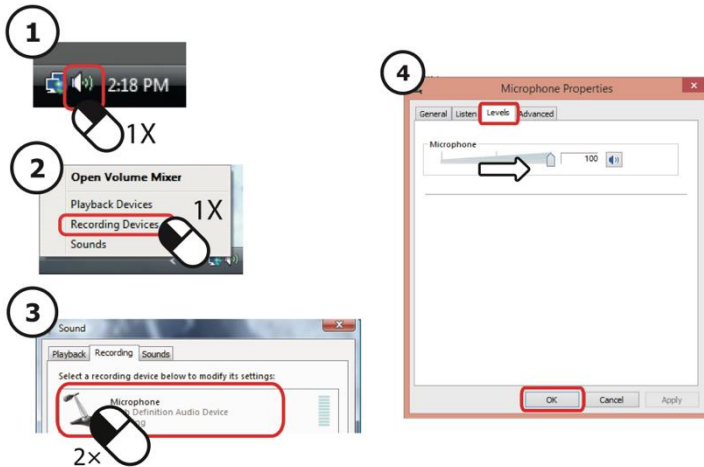 1
2:18 PM
1X
2
Open Volume Mixer
Playback Devices
1X
Recording Devices
Sounds
3
Sound
Playback Recording Sounds
Select a recording device below to modify its settings:
Microphone
Definition Audio Device
2×
4
Microphone Properties
General Listen Levels Advanced
Microphone
100
OK Cancel Apply